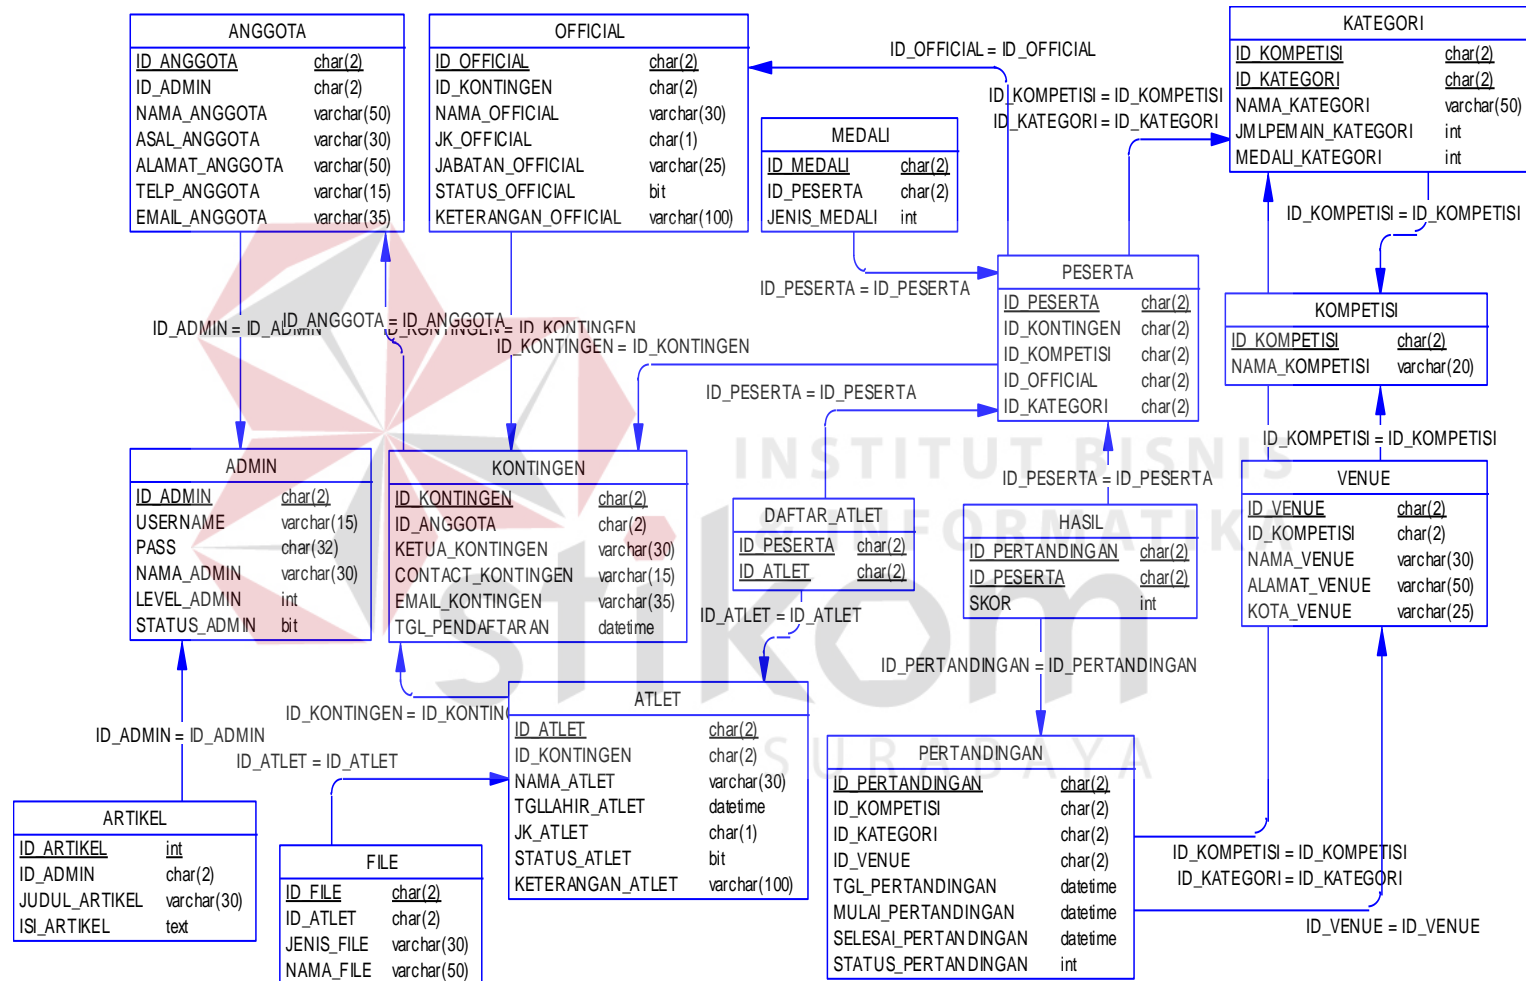 ANGGOTA
ID_ANGGOTA char(2)
ID_ADMIN char(2)
NAMA_ANGGOTA varchar(50)
ASAL_ANGGOTA varchar(30)
ALAMAT_ANGGOTA varchar(50)
TELP_ANGGOTA varchar(15)
EMAIL_ANGGOTA varchar(35)
OFFICIAL
ID_OFFICIAL char(2)
ID_KONTINGEN char(2)
NAMA_OFFICIAL varchar(30)
JK_OFFICIAL char(1)
JABATAN_OFFICIAL varchar(25)
STATUS_OFFICIAL bit
KETERANGAN_OFFICIAL varchar(100)
ID_OFFICIAL = ID_OFFICIAL
KATEGORI
ID_KOMPETISI char(2)
ID_KATEGORI char(2)
NAMA_KATEGORI varchar(50)
JMLPEMAIN_KATEGORI int
MEDALI_KATEGORI int
ID_KOMPETISI = ID_KOMPETISI
ID_KATEGORI = ID_KATEGORI
MEDALI
ID_MEDALI char(2)
ID_PESERTA char(2)
JENIS_MEDALI int
ID_KOMPETISI = ID_KOMPETISI
ID_PESERTA = ID_PESERTA
PESERTA
ID_PESERTA char(2)
ID_KONTINGEN char(2)
ID_KOMPETISI char(2)
ID_OFFICIAL char(2)
ID_KATEGORI char(2)
KOMPETISI
ID_KOMPETISI char(2)
NAMA_KOMPETISI varchar(20)
ID_ADMIN = ID_ADMIN
ID_ANGGOTA = ID_ANGGOTA
ID_KONTINGEN = ID_KONTINGEN
ID_KONTINGEN = ID_KONTINGEN
ID_PESERTA = ID_PESERTA
ID_KOMPETISI = ID_KOMPETISI
INSTITUT BISNIS
& INFORMATIKA
stikom
SURABAYA
ADMIN
ID_ADMIN char(2)
USERNAME varchar(15)
PASS char(32)
NAMA_ADMIN varchar(30)
LEVEL_ADMIN int
STATUS_ADMIN bit
KONTINGEN
ID_KONTINGEN char(2)
ID_ANGGOTA char(2)
KETUA_KONTINGEN varchar(30)
CONTACT_KONTINGEN varchar(15)
EMAIL_KONTINGEN varchar(35)
TGL_PENDAFTARAN datetime
ID_PESERTA = ID_PESERTA
DAFTAR_ATLET
ID_PESERTA char(2)
ID_ATLET char(2)
HASIL
ID_PERTANDINGAN char(2)
ID_PESERTA char(2)
SKOR int
VENUE
ID_VENUE char(2)
ID_KOMPETISI char(2)
NAMA_VENUE varchar(30)
ALAMAT_VENUE varchar(50)
KOTA_VENUE varchar(25)
ID_ATLET = ID_ATLET
ID_PERTANDINGAN = ID_PERTANDINGAN
ID_KONTINGEN = ID_KONTING
ATLET
ID_ATLET char(2)
ID_KONTINGEN char(2)
NAMA_ATLET varchar(30)
TGLLAHIR_ATLET datetime
JK_ATLET char(1)
STATUS_ATLET bit
KETERANGAN_ATLET varchar(100)
ID_ADMIN = ID_ADMIN
ID_ATLET = ID_ATLET
PERTANDINGAN
ID_PERTANDINGAN char(2)
ID_KOMPETISI char(2)
ID_KATEGORI char(2)
ID_VENUE char(2)
TGL_PERTANDINGAN datetime
MULAI_PERTANDINGAN datetime
SELESAI_PERTANDINGAN datetime
STATUS_PERTANDINGAN int
ID_KOMPETISI = ID_KOMPETISI
ID_KATEGORI = ID_KATEGORI
ID_VENUE = ID_VENUE
ARTIKEL
ID_ARTIKEL int
ID_ADMIN char(2)
JUDUL_ARTIKEL varchar(30)
ISI_ARTIKEL text
FILE
ID_FILE char(2)
ID_ATLET char(2)
JENIS_FILE varchar(30)
NAMA_FILE varchar(50)